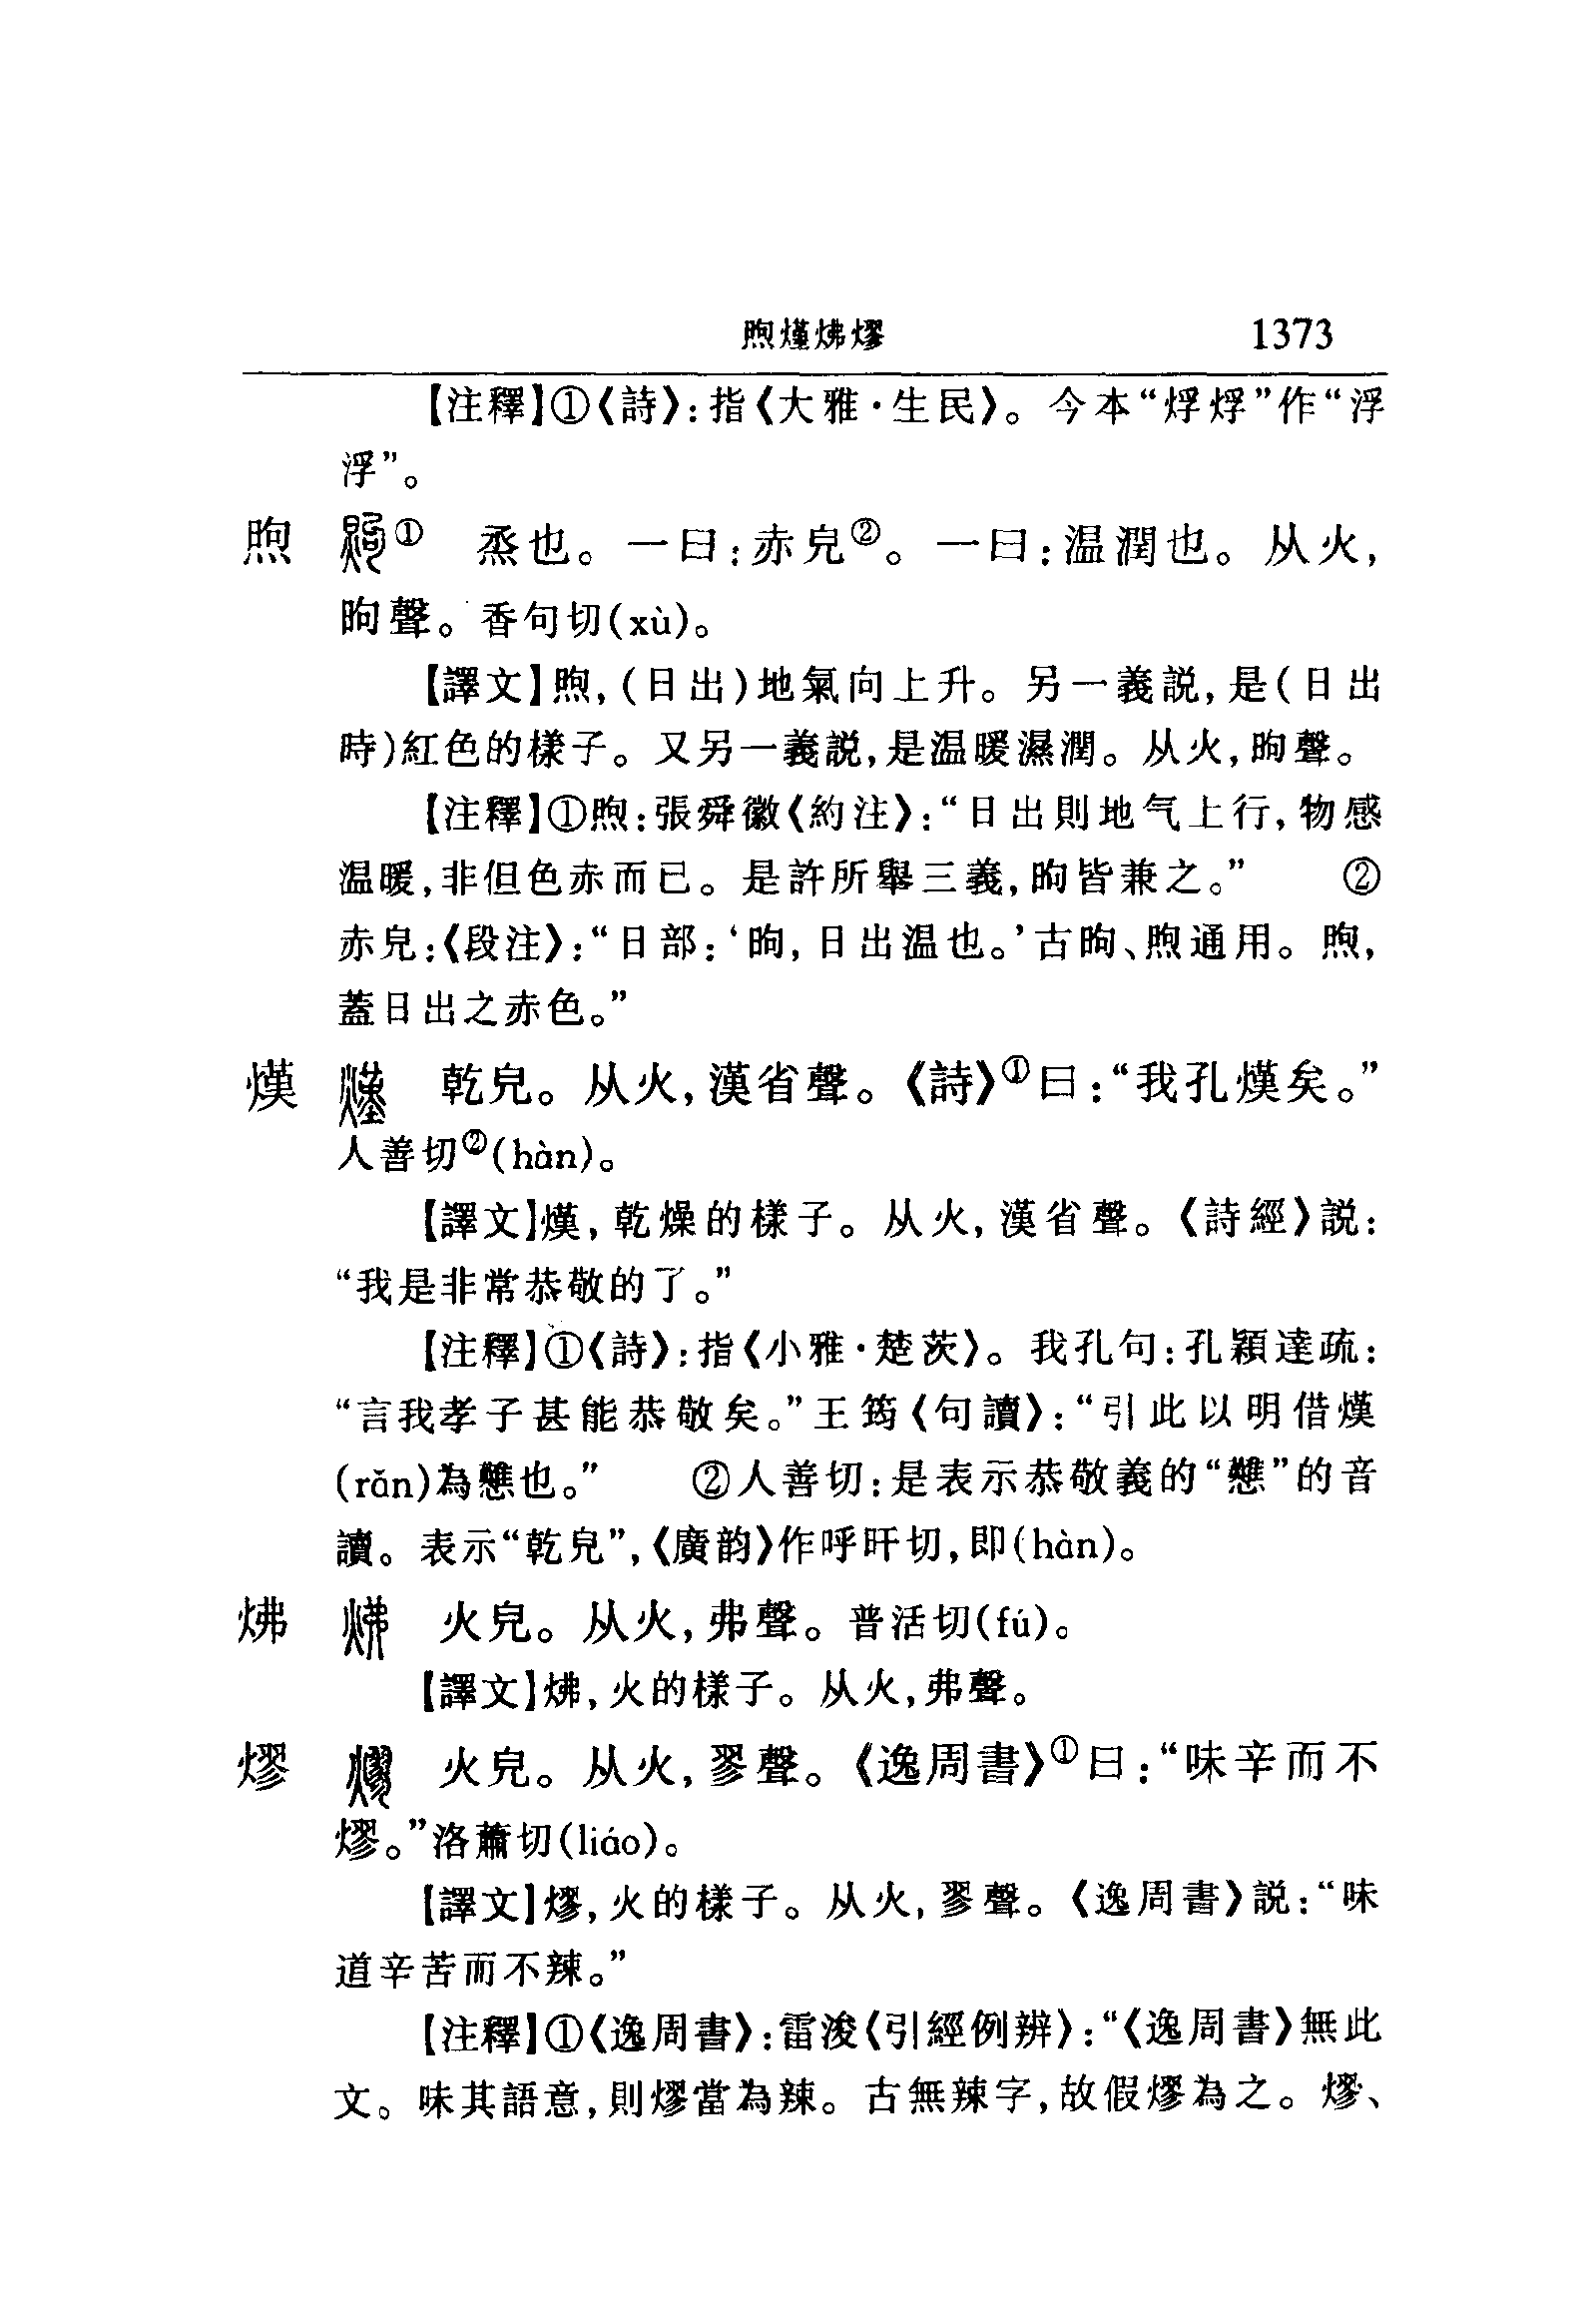 煦熯炥熮 1373
【注釋】①《詩》:指《大雅·生民》。今本“烰烰”作“浮
浮”。
煦 煦① 烝也。一曰:赤皃②。一曰:温潤也。从火,
昫聲。香句切(xù)。
【譯文】煦,(日出)地氣向上升。另一義説,是(日出
時)紅色的樣子。又另一義説,是温暖濕潤。从火,昫聲。
【注釋】①煦:張舜徽《約注》:“日出則地气上行,物感
温暖,非但色赤而已。是許所舉三義,昫皆兼之。” ②
赤皃:《段注》:“日部:‘昫,日出温也。’古昫、煦通用。煦,
蓋日出之赤色。”
熯 熯 乾皃。从火,漢省聲。《詩》①曰:“我孔熯矣。”
人善切②(hàn)。
【譯文】熯,乾燥的樣子。从火,漢省聲。《詩經》説:
“我是非常恭敬的了。”
【注釋】①《詩》:指《小雅·楚茨》。我孔句:孔穎達疏:
“言我孝子甚能恭敬矣。”王筠《句讀》:“引此以明借熯
(rǎn)為戁也。” ②人善切:是表示恭敬義的“戁”的音
讀。表示“乾皃”,《廣韵》作呼旰切,即(hàn)。
炥 炥 火皃。从火,弗聲。普活切(fú)。
【譯文】炥,火的樣子。从火,弗聲。
熮 熮 火皃。从火,翏聲。《逸周書》①曰:“味辛而不
熮。”洛蕭切(liáo)。
【譯文】熮,火的樣子。从火,翏聲。《逸周書》説:“味
道辛苦而不辣。”
【注釋】①《逸周書》:雷浚《引經例辨》:“《逸周書》無此
文。味其語意,則熮當為辣。古無辣字,故假熮為之。熮、